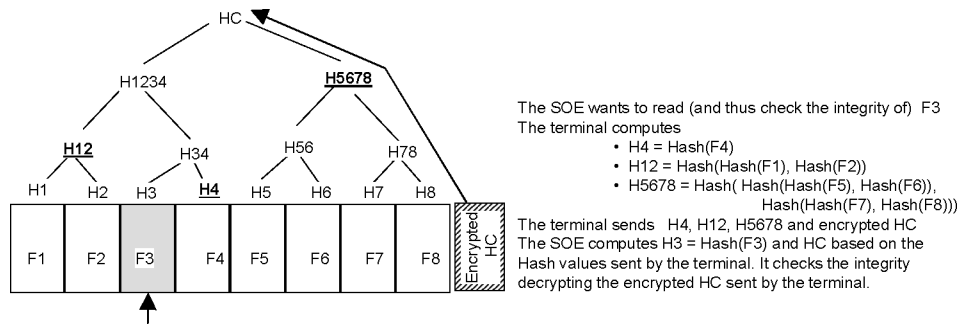 HC
H1234
H5678
H12
H34
H56
H78
H1
H2
H3
H4
H5
H6
H7
H8
F1
F2
F3
F4
F5
F6
F7
F8
Encrypted
HC
The SOE wants to read (and thus check the integrity of) F3
The terminal computes
• H4 = Hash(F4)
• H12 = Hash(Hash(F1), Hash(F2))
• H5678 = Hash( Hash(Hash(F5), Hash(F6)),
Hash(Hash(F7), Hash(F8)))
The terminal sends H4, H12, H5678 and encrypted HC
The SOE computes H3 = Hash(F3) and HC based on the
Hash values sent by the terminal. It checks the integrity
decrypting the encrypted HC sent by the terminal.